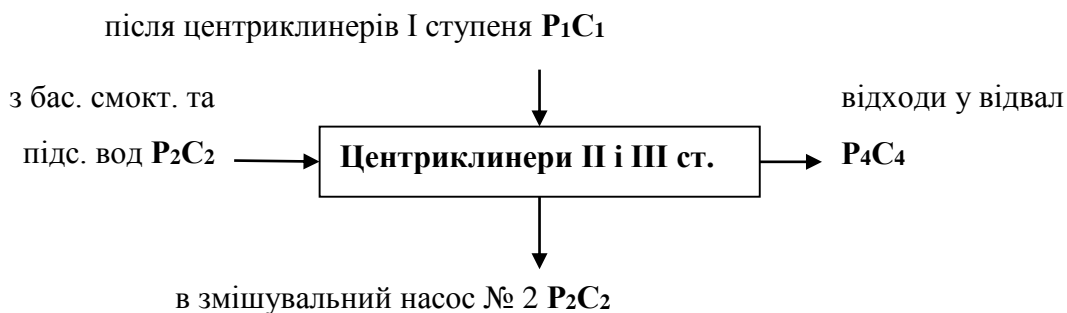 після центриклинерів І ступеня P1C1
з бас. смокт. та
підс. вод P2C2
Центриклинери ІІ і ІІІ ст.
відходи у відвал
P4C4
в змішувальний насос № 2 P2C2